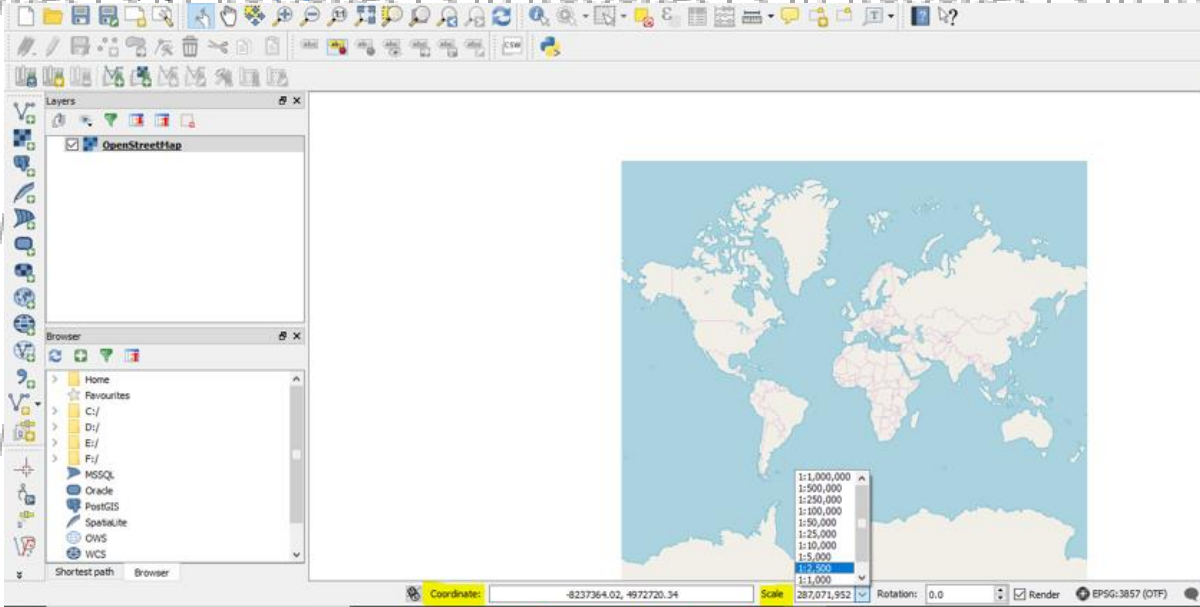 Layers
OpenStreetMap
Browser
Home
Favourites
C:/
D:/
E:/
F:/
MSSQL
Oracle
PostGIS
SpatiaLite
OWS
WCS
Shortest path
Browser
1:1,000,000
1:500,000
1:250,000
1:100,000
1:50,000
1:25,000
1:10,000
1:5,000
1:2,500
1:1,000
Coordinate: -8237364.02, 4972720.34 Scale 287,071,952 Rotation: 0.0 Render EPSG:3857 (OTF)